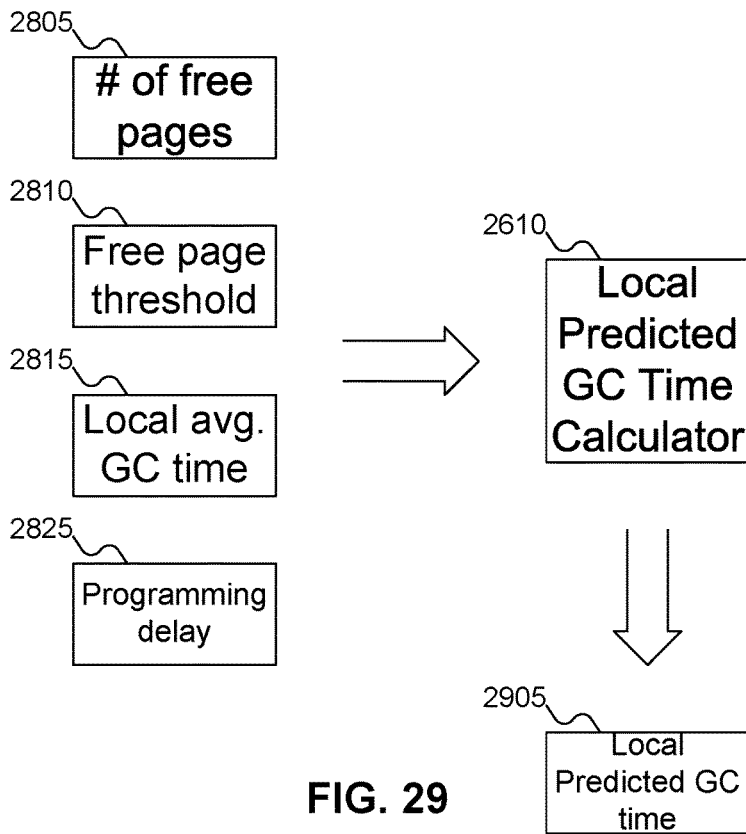 2805
# of free
pages
2810
Free page
threshold
2815
Local avg.
GC time
2825
Programming
delay
2610
Local
Predicted
GC Time
Calculator
2905
Local
Predicted GC
time
FIG. 29